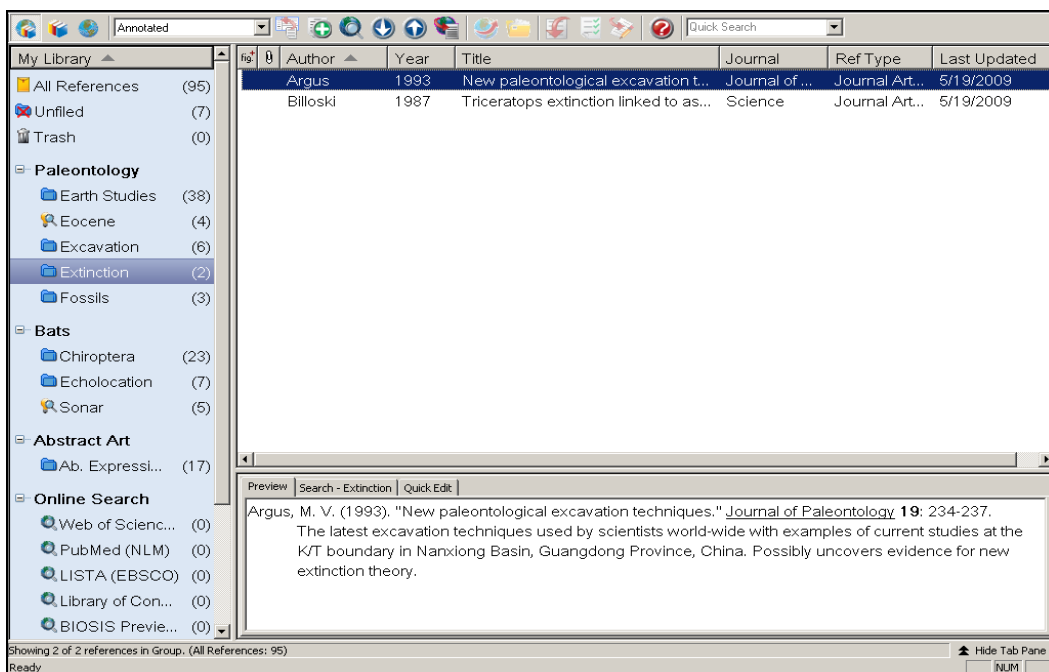 Annotated
Quick Search
My Library
All References (95)
Unfiled (7)
Trash (0)
Paleontology
Earth Studies (38)
Eocene (4)
Excavation (6)
Extinction (2)
Fossils (3)
Bats
Chiroptera (23)
Echolocation (7)
Sonar (5)
Abstract Art
Ab. Expressi... (17)
Online Search
Web of Scienc... (0)
PubMed (NLM) (0)
LISTA (EBSCO) (0)
Library of Con... (0)
BIOSIS Previe... (0)
Author Year Title Journal Ref Type Last Updated
Argus 1993 New paleontological excavation t... Journal of ... Journal Art... 5/19/2009
Billoski 1987 Triceratops extinction linked to as... Science Journal Art... 5/19/2009
Preview Search - Extinction Quick Edit
Argus, M. V. (1993). "New paleontological excavation techniques." Journal of Paleontology 19: 234-237.
The latest excavation techniques used by scientists world-wide with examples of current studies at the
K/T boundary in Nanxiong Basin, Guangdong Province, China. Possibly uncovers evidence for new
extinction theory.
Showing 2 of 2 references in Group. (All References: 95) Hide Tab Pane
Ready NUM